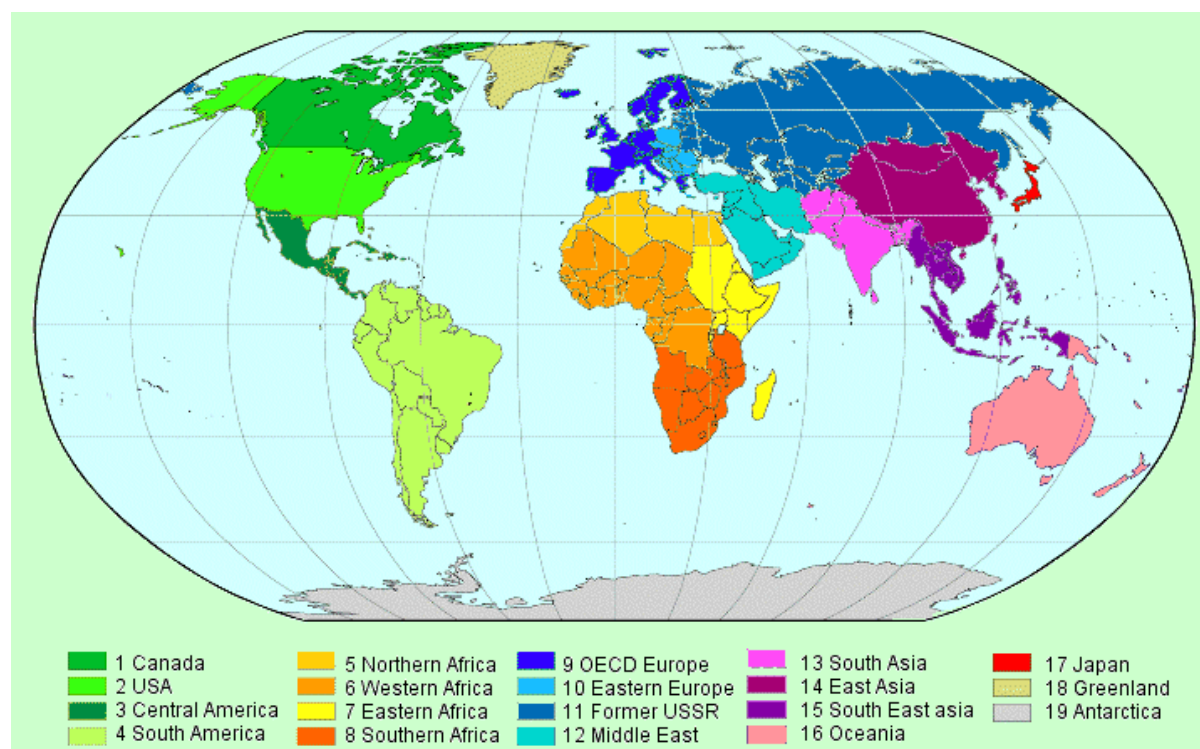 1 Canada
2 USA
3 Central America
4 South America
5 Northern Africa
6 Western Africa
7 Eastern Africa
8 Southern Africa
9 OECD Europe
10 Eastern Europe
11 Former USSR
12 Middle East
13 South Asia
14 East Asia
15 South East asia
16 Oceania
17 Japan
18 Greenland
19 Antarctica